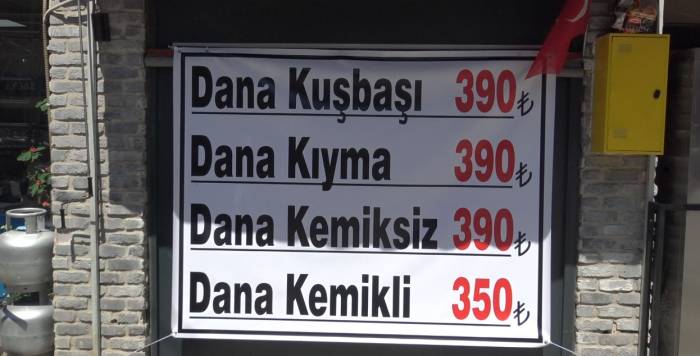 Dana Kuşbaşı 390₺
Dana Kıyma 390₺
Dana Kemiksiz 390₺
Dana Kemikli 350₺